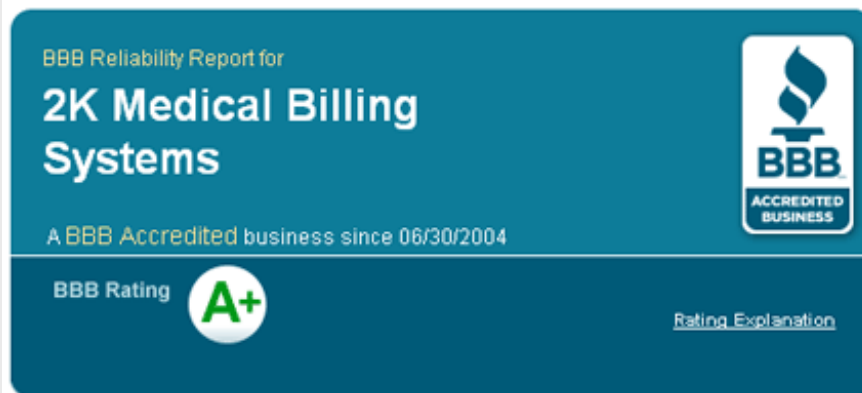 BBB Reliability Report for
2K Medical Billing
Systems
A BBB Accredited business since 06/30/2004
BBB Rating
A+
Rating Explanation
BBB
ACCREDITED
BUSINESS